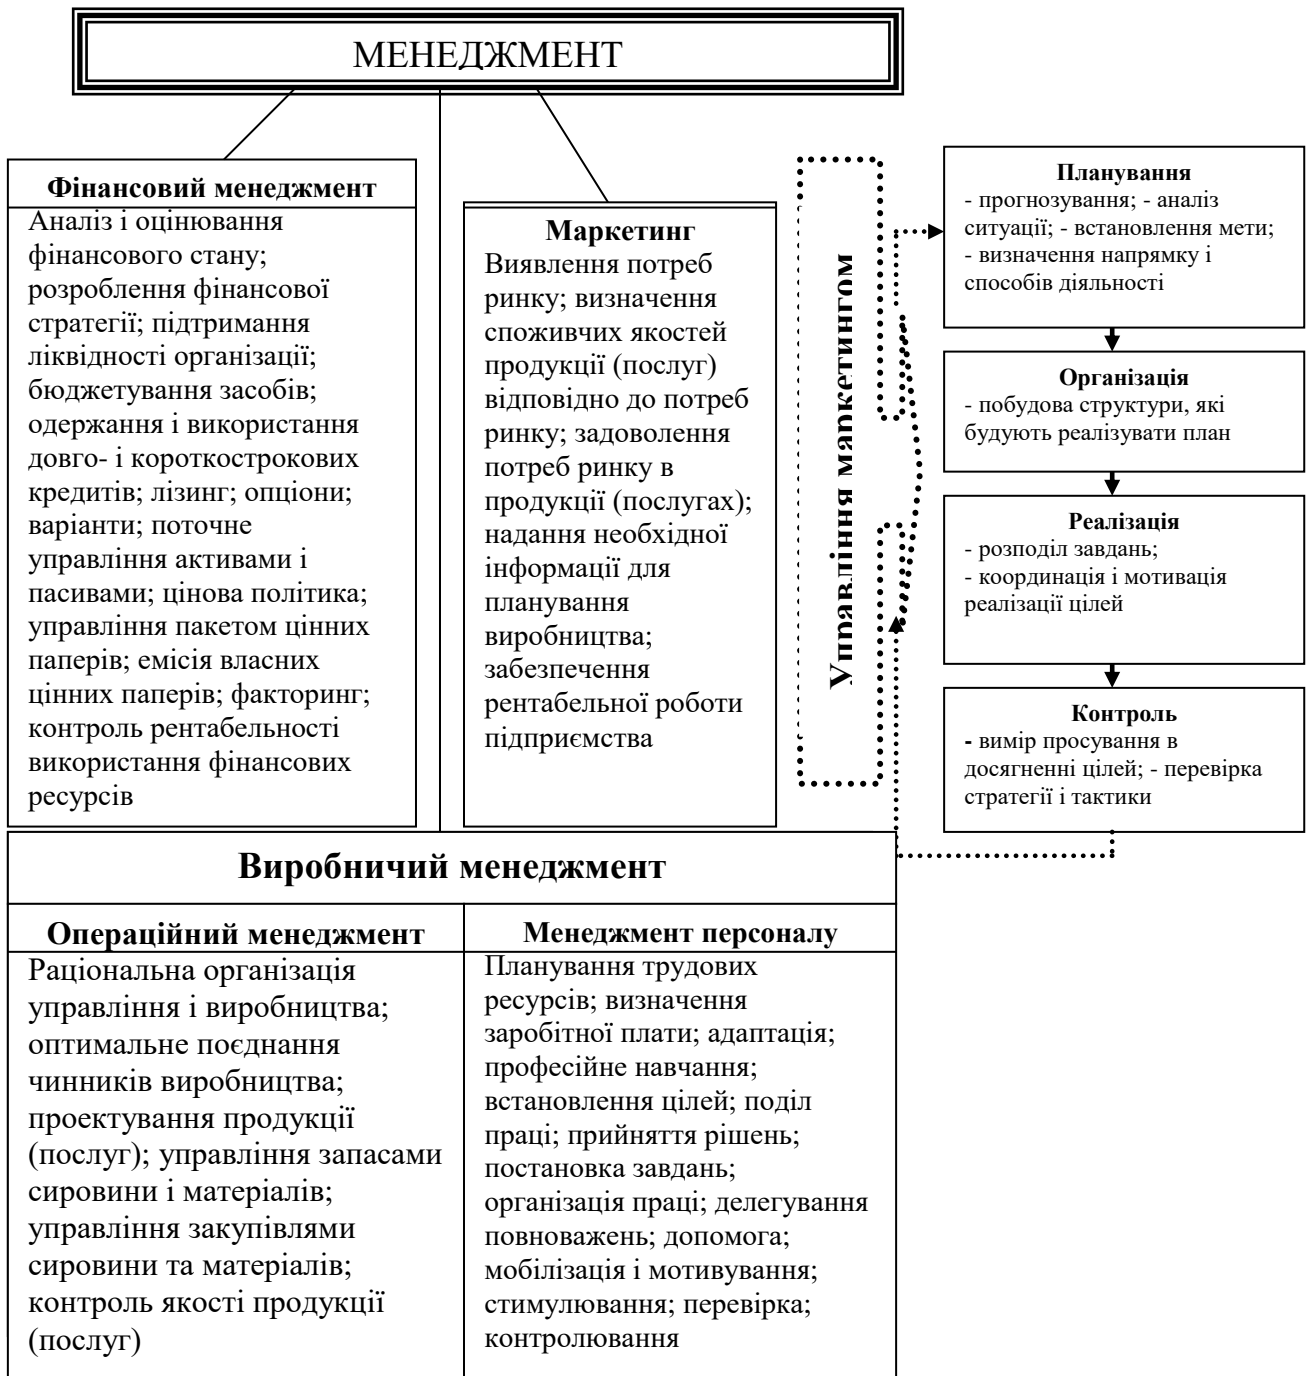 МЕНЕДЖМЕНТ
Фінансовий менеджмент
Аналіз і оцінювання
фінансового стану;
розроблення фінансової
стратегії; підтримання
ліквідності організації;
бюджетування засобів;
одержання і використання
довго- і короткострокових
кредитів; лізинг; опціони;
варіанти; поточне
управління активами і
пасивами; цінова політика;
управління пакетом цінних
паперів; емісія власних
цінних паперів; факторинг;
контроль рентабельності
використання фінансових
ресурсів
Маркетинг
Виявлення потреб
ринку; визначення
споживчих якостей
продукції (послуг)
відповідно до потреб
ринку; задоволення
потреб ринку в
продукції (послугах);
надання необхідної
інформації для
планування
виробництва;
забезпечення
рентабельної роботи
підприємства
Управління маркетингом
Планування
- прогнозування; - аналіз
ситуації; - встановлення мети;
- визначення напрямку і
способів діяльності
Організація
- побудова структури, які
будують реалізувати план
Реалізація
- розподіл завдань;
- координація і мотивація
реалізації цілей
Контроль
- вимір просування в
досягненні цілей; - перевірка
стратегії і тактики
Виробничий менеджмент
Операційний менеджмент
Раціональна організація
управління і виробництва;
оптимальне поєднання
чинників виробництва;
проектування продукції
(послуг); управління запасами
сировини і матеріалів;
управління закупівлями
сировини та матеріалів;
контроль якості продукції
(послуг)
Менеджмент персоналу
Планування трудових
ресурсів; визначення
заробітної плати; адаптація;
професійне навчання;
встановлення цілей; поділ
праці; прийняття рішень;
постановка завдань;
організація праці; делегування
повноважень; допомога;
мобілізація і мотивування;
стимулювання; перевірка;
контролювання